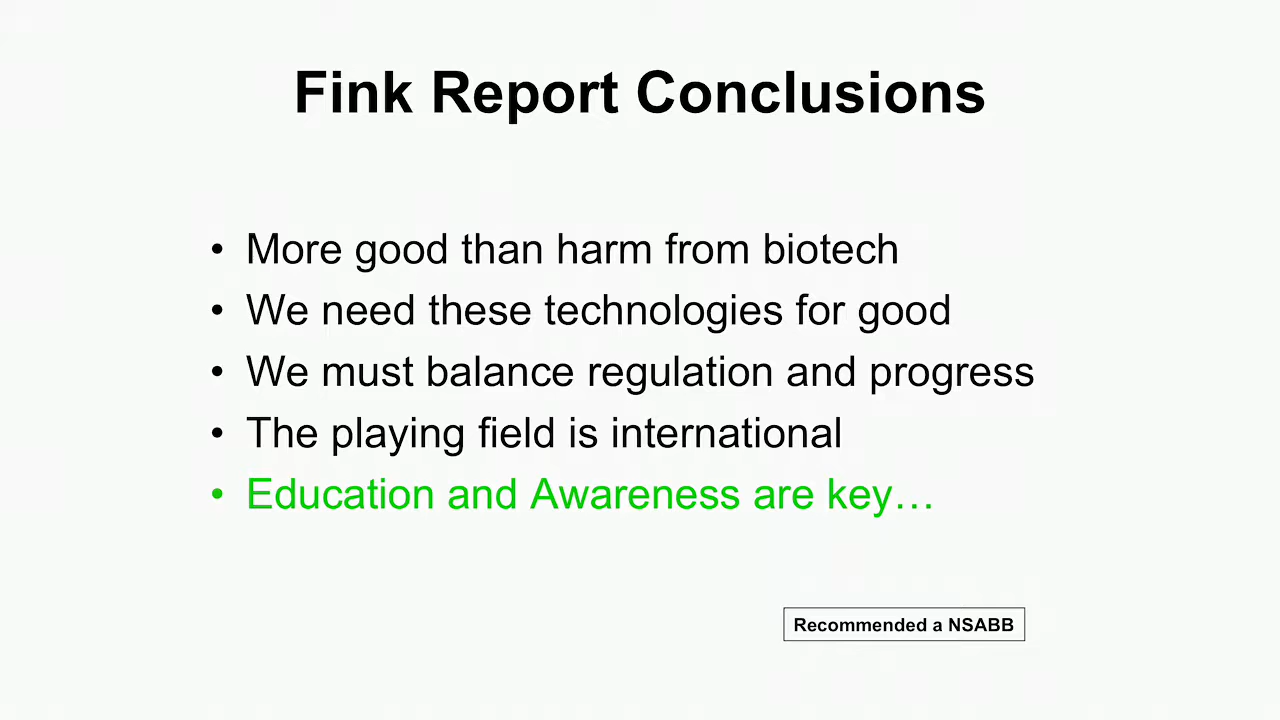 Fink Report Conclusions
• More good than harm from biotech
• We need these technologies for good
• We must balance regulation and progress
• The playing field is international
• Education and Awareness are key…
Recommended a NSABB